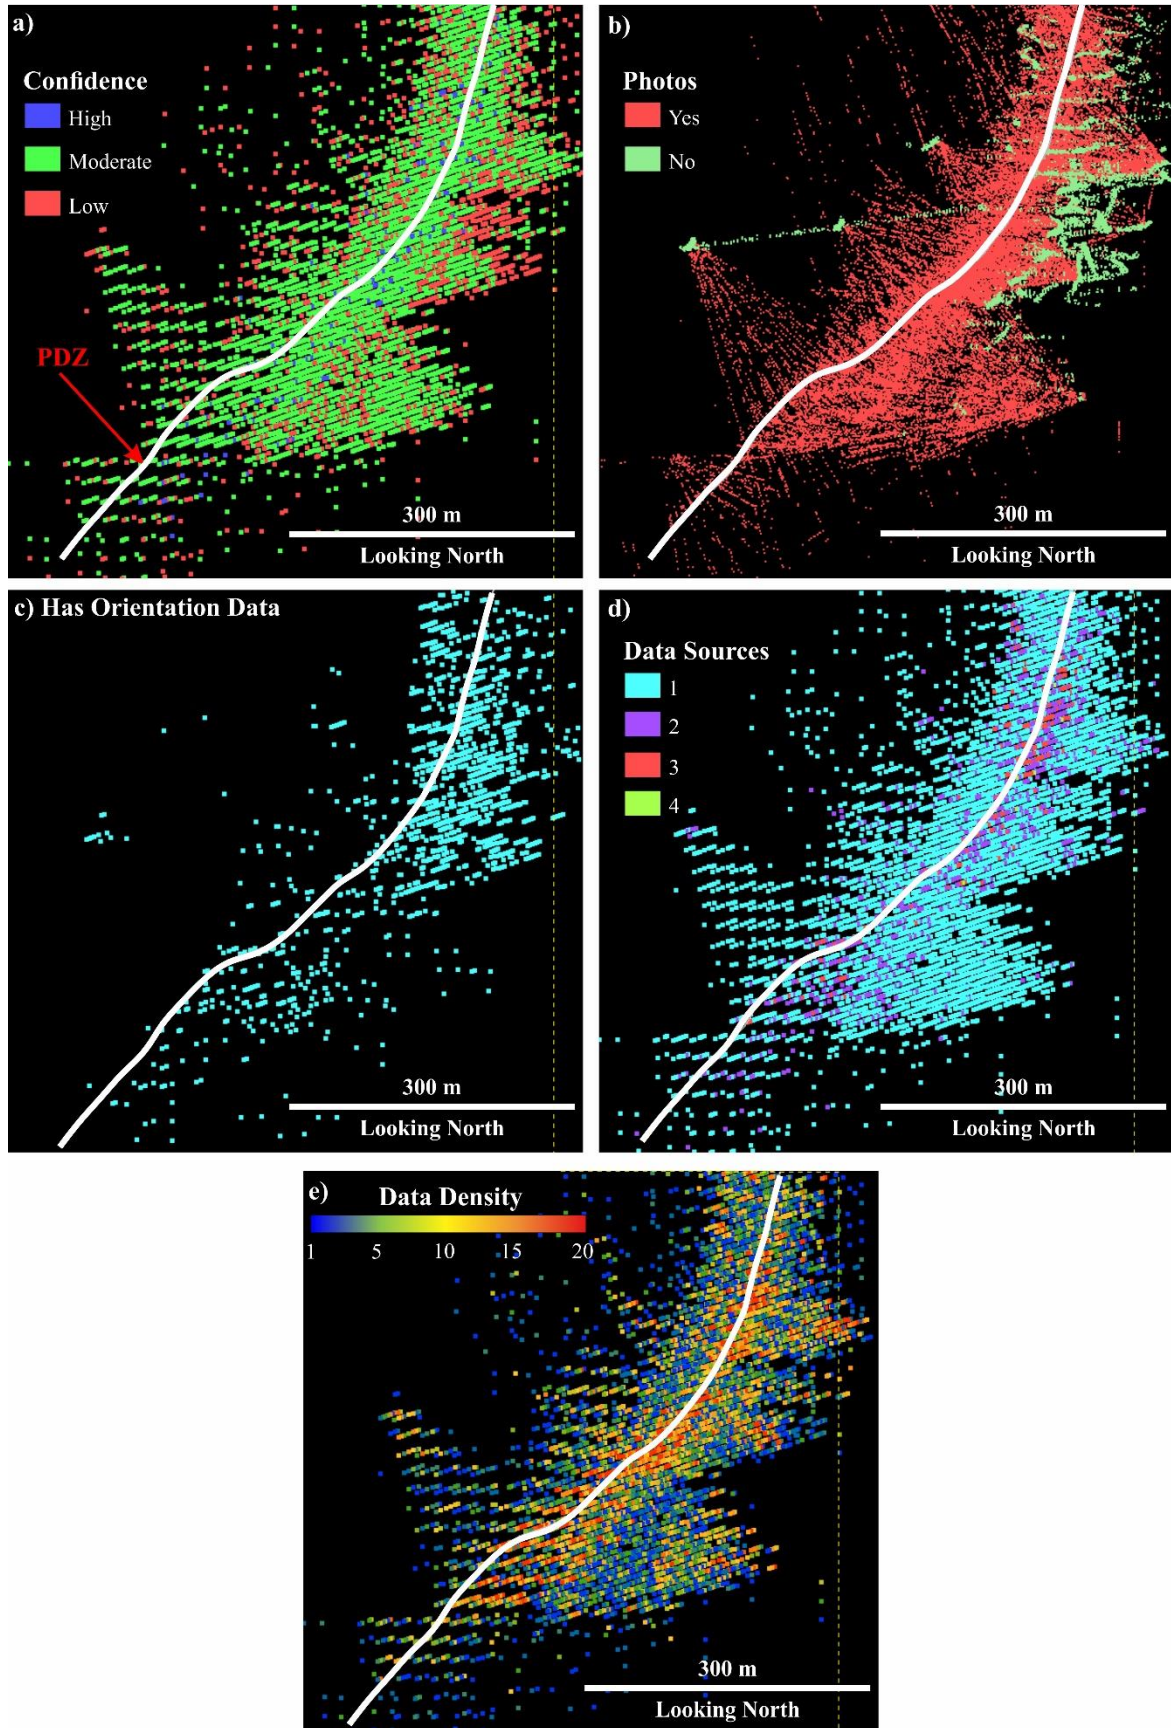 a)
Confidence
High
Moderate
Low
PDZ
300 m
Looking North
b)
Photos
Yes
No
300 m
Looking North
c) Has Orientation Data
300 m
Looking North
d)
Data Sources
1
2
3
4
300 m
Looking North
e)
Data Density
1 5 10 15 20
300 m
Looking North